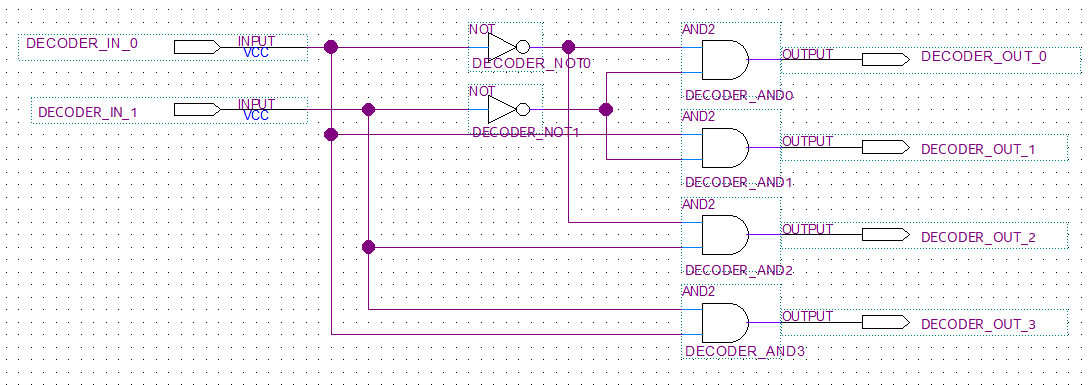 NOT
AND2
DECODER_IN_0
INPUT
VCC
DECODER_NOT0
OUTPUT
DECODER_OUT_0
NOT
DECODER_AND0
DECODER_IN_1
INPUT
VCC
AND2
DECODER_NOT1
OUTPUT
DECODER_OUT_1
DECODER_AND1
AND2
OUTPUT
DECODER_OUT_2
DECODER_AND2
AND2
OUTPUT
DECODER_OUT_3
DECODER_AND3